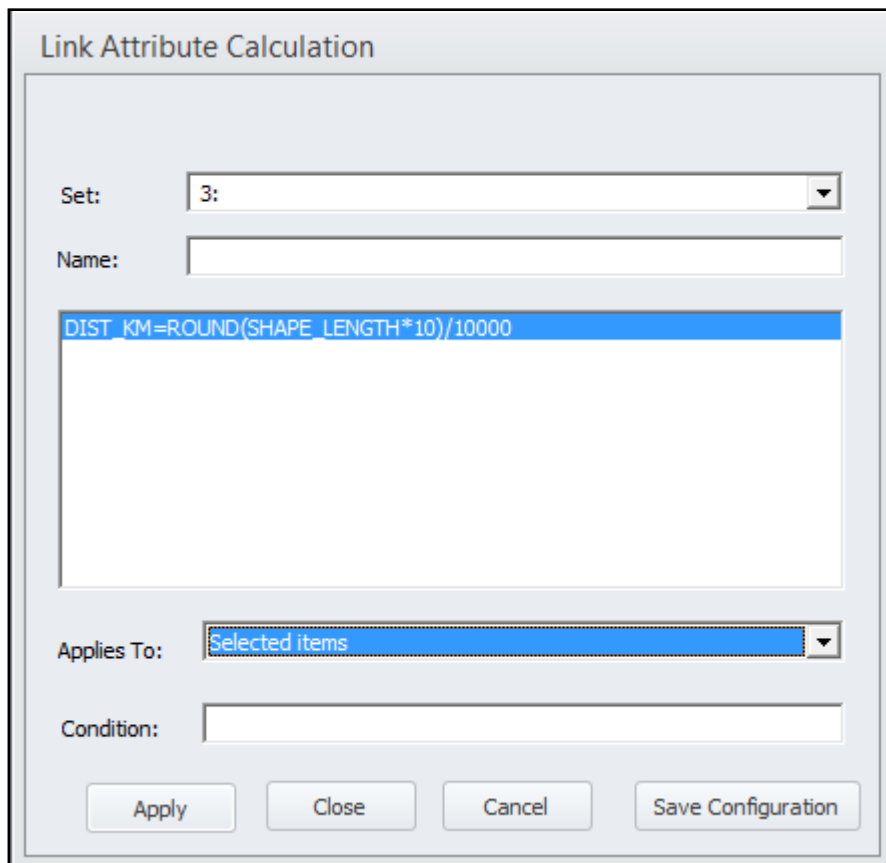 Link Attribute Calculation
Set: 3:
Name:
DIST_KM=ROUND(SHAPE_LENGTH*10)/10000
Applies To: Selected items
Condition:
Apply Close Cancel Save Configuration